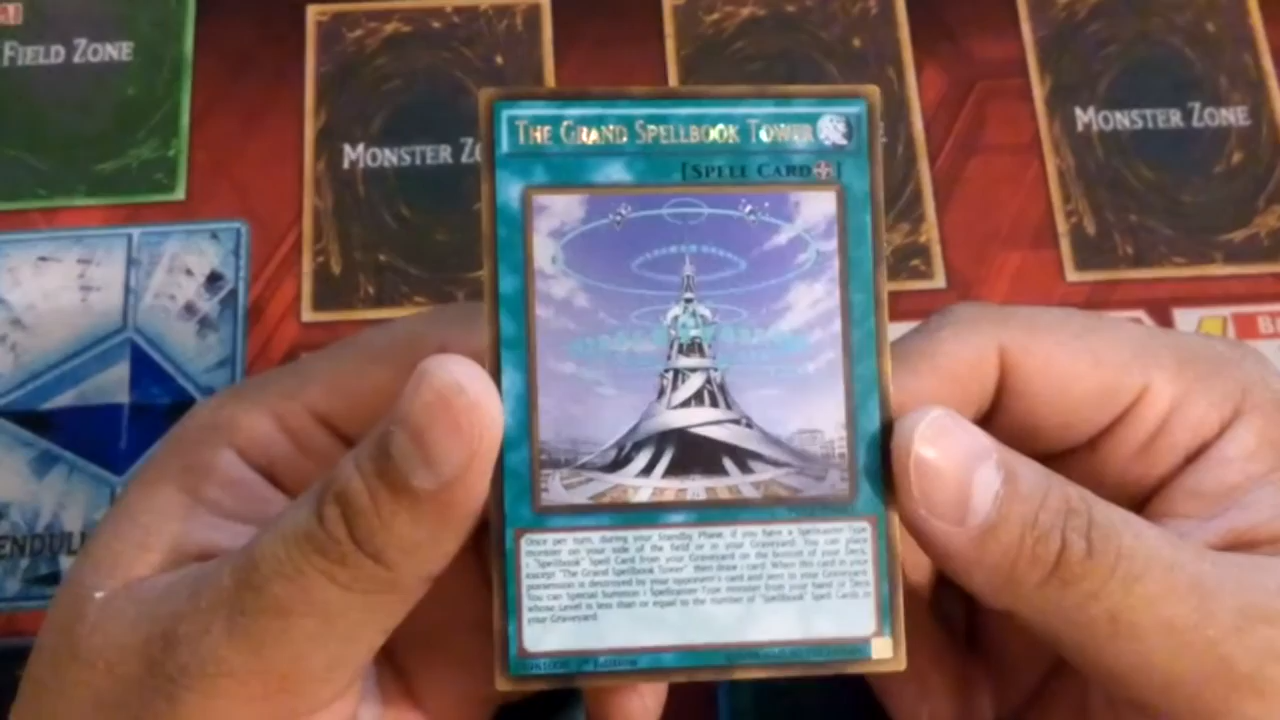 FIELD ZONE
MONSTER ZO
MONSTER ZONE
THE GRAND SPELLBOOK TOWER
[SPELL CARD]
Once per turn, during your Standby Phase, if you have a Spellcaster-Type
monster on your side of the field or in your Graveyard: You can place
1 "Spellbook" Spell Card from your Graveyard on the bottom of your Deck,
except "The Grand Spellbook Tower", then draw 1 card. When this card in your
possession is destroyed by your opponent's card and sent to your Graveyard:
You can Special Summon 1 Spellcaster-Type monster from your hand or Deck
whose Level is less than or equal to the number of "Spellbook" Spell Cards in
your Graveyard.
1st Edition
ENDUL